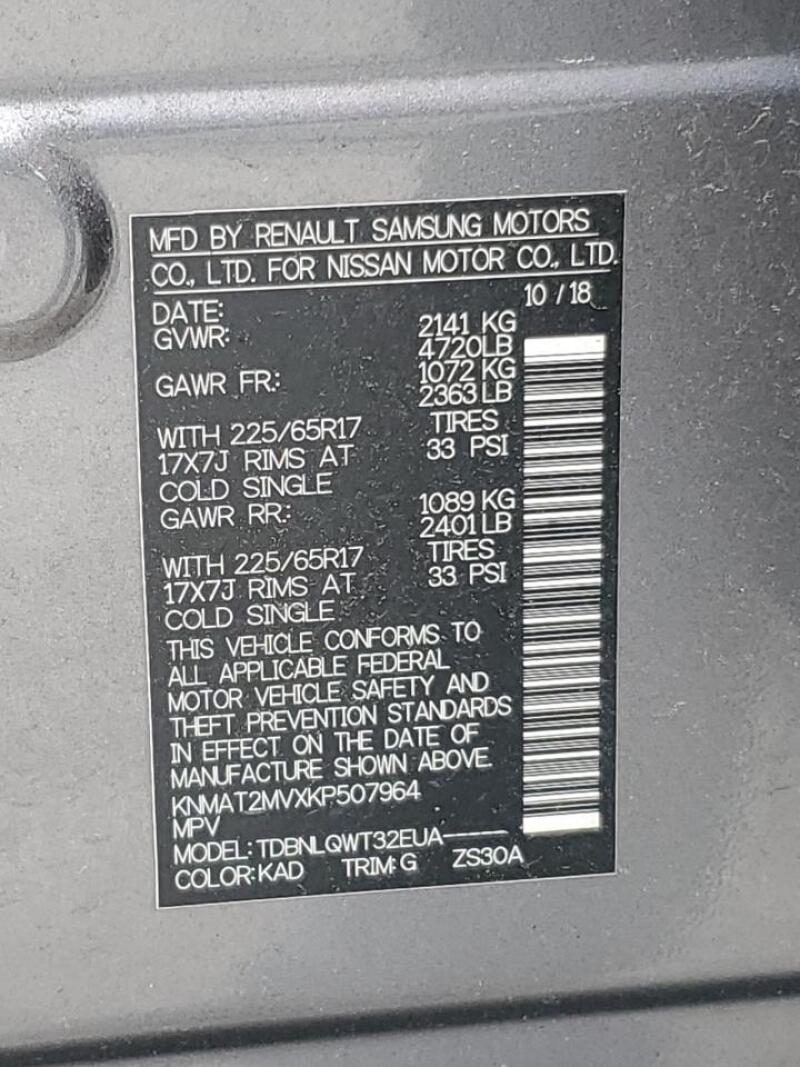 MFD BY RENAULT SAMSUNG MOTORS
CO., LTD. FOR NISSAN MOTOR CO., LTD.
DATE: 10 / 18
GVWR: 2141 KG
4720LB
GAWR FR: 1072 KG
2363 LB
WITH 225/65R17 TIRES
17X7J RIMS AT 33 PSI
COLD SINGLE
GAWR RR: 1089 KG
2401 LB
WITH 225/65R17 TIRES
17X7J RIMS AT 33 PSI
COLD SINGLE
THIS VEHICLE CONFORMS TO
ALL APPLICABLE FEDERAL
MOTOR VEHICLE SAFETY AND
THEFT PREVENTION STANDARDS
IN EFFECT ON THE DATE OF
MANUFACTURE SHOWN ABOVE.
KNMAT2MVXKP507964
MPV
MODEL: TDBNLQWT32EUA-----
COLOR: KAD TRIM: G ZS30A